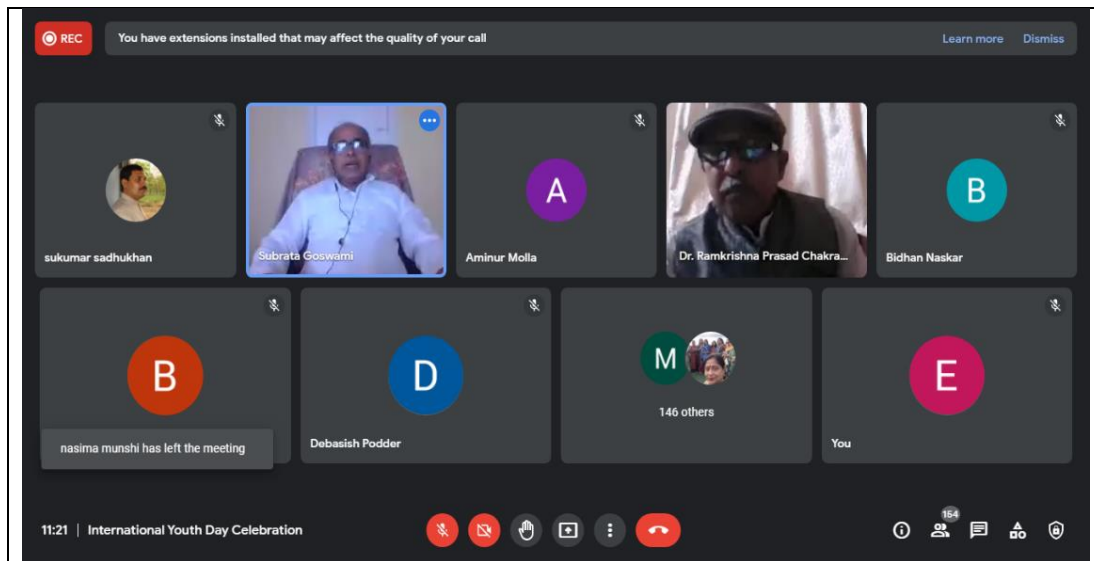 REC
You have extensions installed that may affect the quality of your call
Learn more
Dismiss
sukumar sadhukhan
Subrata Goswami
A
Aminur Molla
Dr. Ramkrishna Prasad Chakra...
B
Bidhan Naskar
B
nasima munshi has left the meeting
D
Debasish Podder
M
146 others
E
You
11:21 | International Youth Day Celebration
154